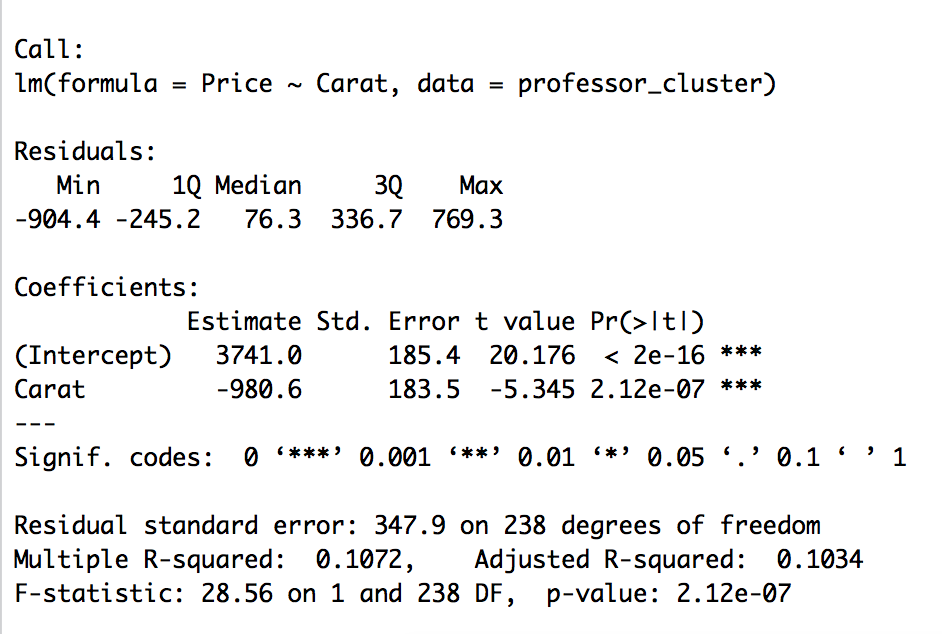 Call:
lm(formula = Price ~ Carat, data = professor_cluster)
Residuals:
   Min     1Q Median     3Q    Max
-904.4 -245.2   76.3  336.7  769.3
Coefficients:
            Estimate Std. Error t value Pr(>|t|)
(Intercept)   3741.0      185.4  20.176  < 2e-16 ***
Carat         -980.6      183.5  -5.345 2.12e-07 ***
---
Signif. codes:  0 ‘***’ 0.001 ‘**’ 0.01 ‘*’ 0.05 ‘.’ 0.1 ‘ ’ 1
Residual standard error: 347.9 on 238 degrees of freedom
Multiple R-squared:  0.1072,	Adjusted R-squared:  0.1034
F-statistic: 28.56 on 1 and 238 DF,  p-value: 2.12e-07